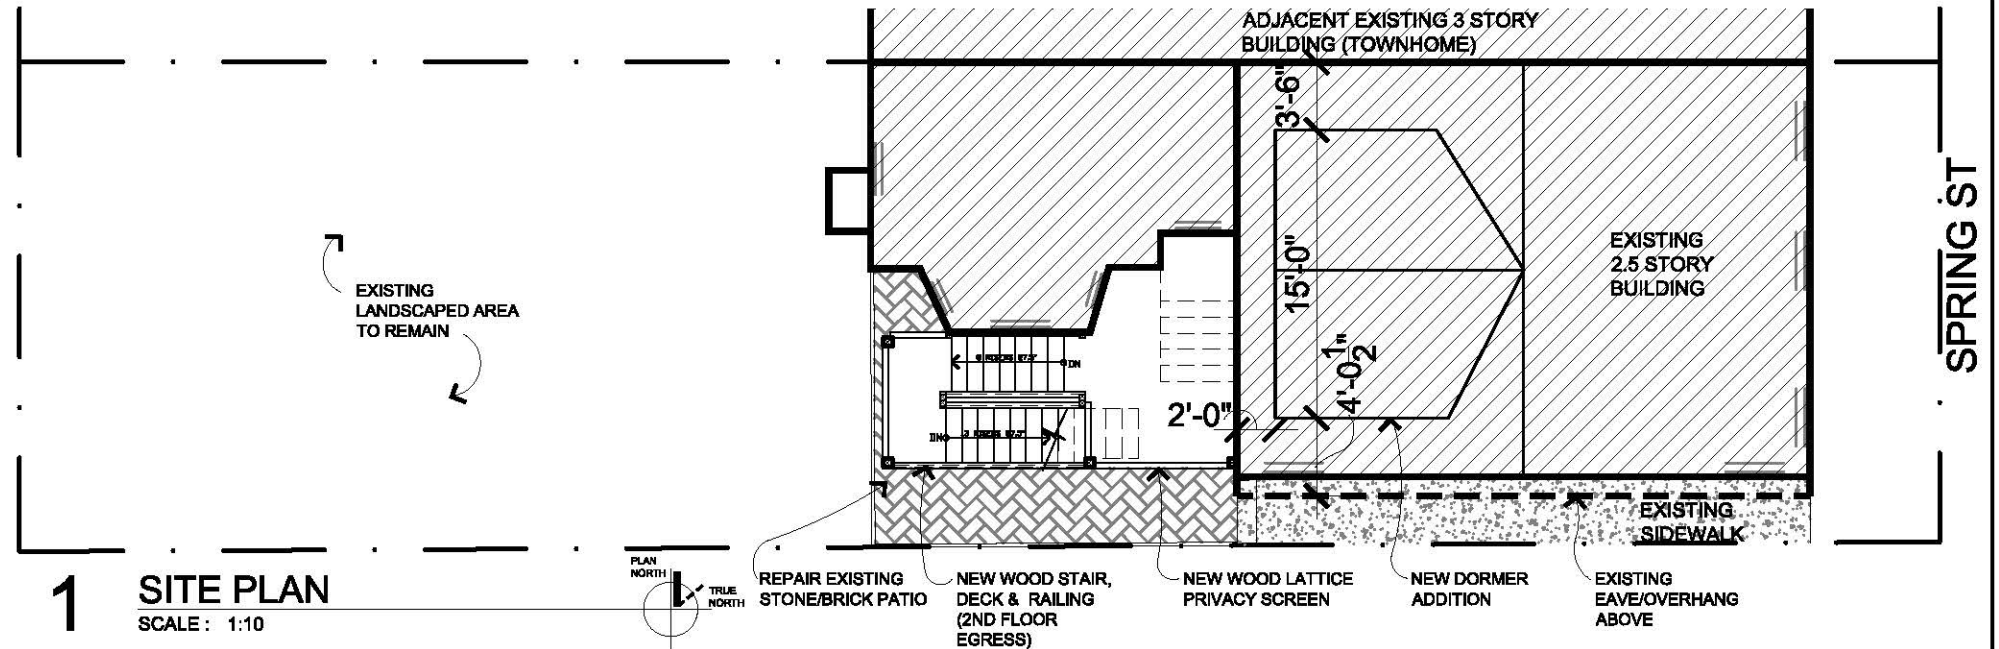 ADJACENT EXISTING 3 STORY
BUILDING (TOWNHOME)
3'-6"
15'-0"
4'-0 1"
2
2'-0"
EXISTING
2.5 STORY
BUILDING
SPRING ST
EXISTING
LANDSCAPED AREA
TO REMAIN
DN
DN
EXISTING
SIDEWALK
1
SITE PLAN
SCALE : 1:10
PLAN
NORTH
TRUE
NORTH
REPAIR EXISTING
STONE/BRICK PATIO
NEW WOOD STAIR,
DECK & RAILING
(2ND FLOOR
EGRESS)
NEW WOOD LATTICE
PRIVACY SCREEN
NEW DORMER
ADDITION
EXISTING
EAVE/OVERHANG
ABOVE